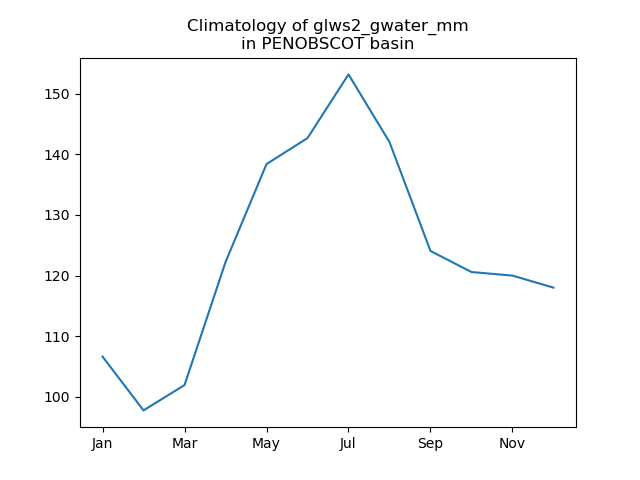 Climatology of glws2_gwater_mm
in PENOBSCOT basin
150
140
130
120
110
100
Jan
Mar
May
Jul
Sep
Nov